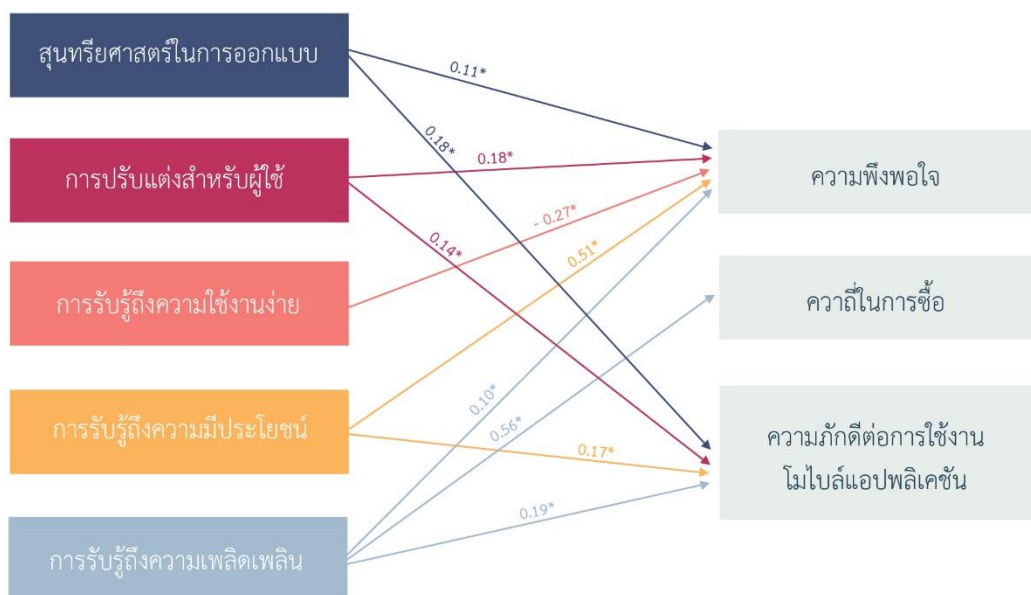 สุนทรียศาสตร์ในการออกแบบ
การปรับแต่งสำหรับผู้ใช้
การรับรู้ถึงความใช้งานง่าย
การรับรู้ถึงความมีประโยชน์
การรับรู้ถึงความเพลิดเพลิน
0.11*
0.18*
0.18*
0.14*
- 0.27*
0.51*
0.17*
0.10*
0.56*
0.19*
ความพึงพอใจ
ควาถี่ในการซื้อ
ความภักดีต่อการใช้งาน
โมไบล์แอปพลิเคชัน